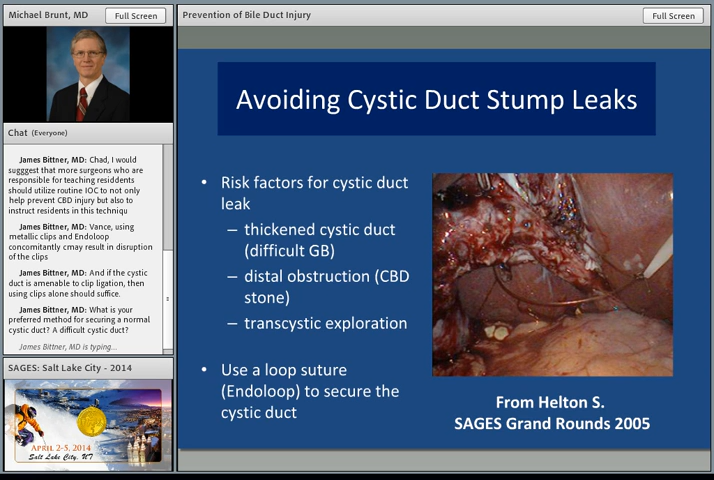 Michael Brunt, MD
Full Screen
Chat (Everyone)
James Bittner, MD: Chad, I would
sugggest that more surgeons who are
responsible for teaching residdents
should utilize routine IOC to not only
help prevent CBD injury but also to
instruct residents in this techniqu
James Bittner, MD: Vance, using
metallic clips and Endoloop
concomitantly cmay result in disruption
of the clips
James Bittner, MD: And if the cystic
duct is amenable to clip ligation, then
using clips alone should suffice.
James Bittner, MD: What is your
preferred method for securing a normal
cystic duct? A difficult cystic duct?
James Bittner, MD is typing...
SAGES: Salt Lake City - 2014
April 2-5, 2014
Salt Lake City, UT
Prevention of Bile Duct Injury
Full Screen
Avoiding Cystic Duct Stump Leaks
• Risk factors for cystic duct
leak
– thickened cystic duct
(difficult GB)
– distal obstruction (CBD
stone)
– transcystic exploration
• Use a loop suture
(Endoloop) to secure the
cystic duct
From Helton S.
SAGES Grand Rounds 2005